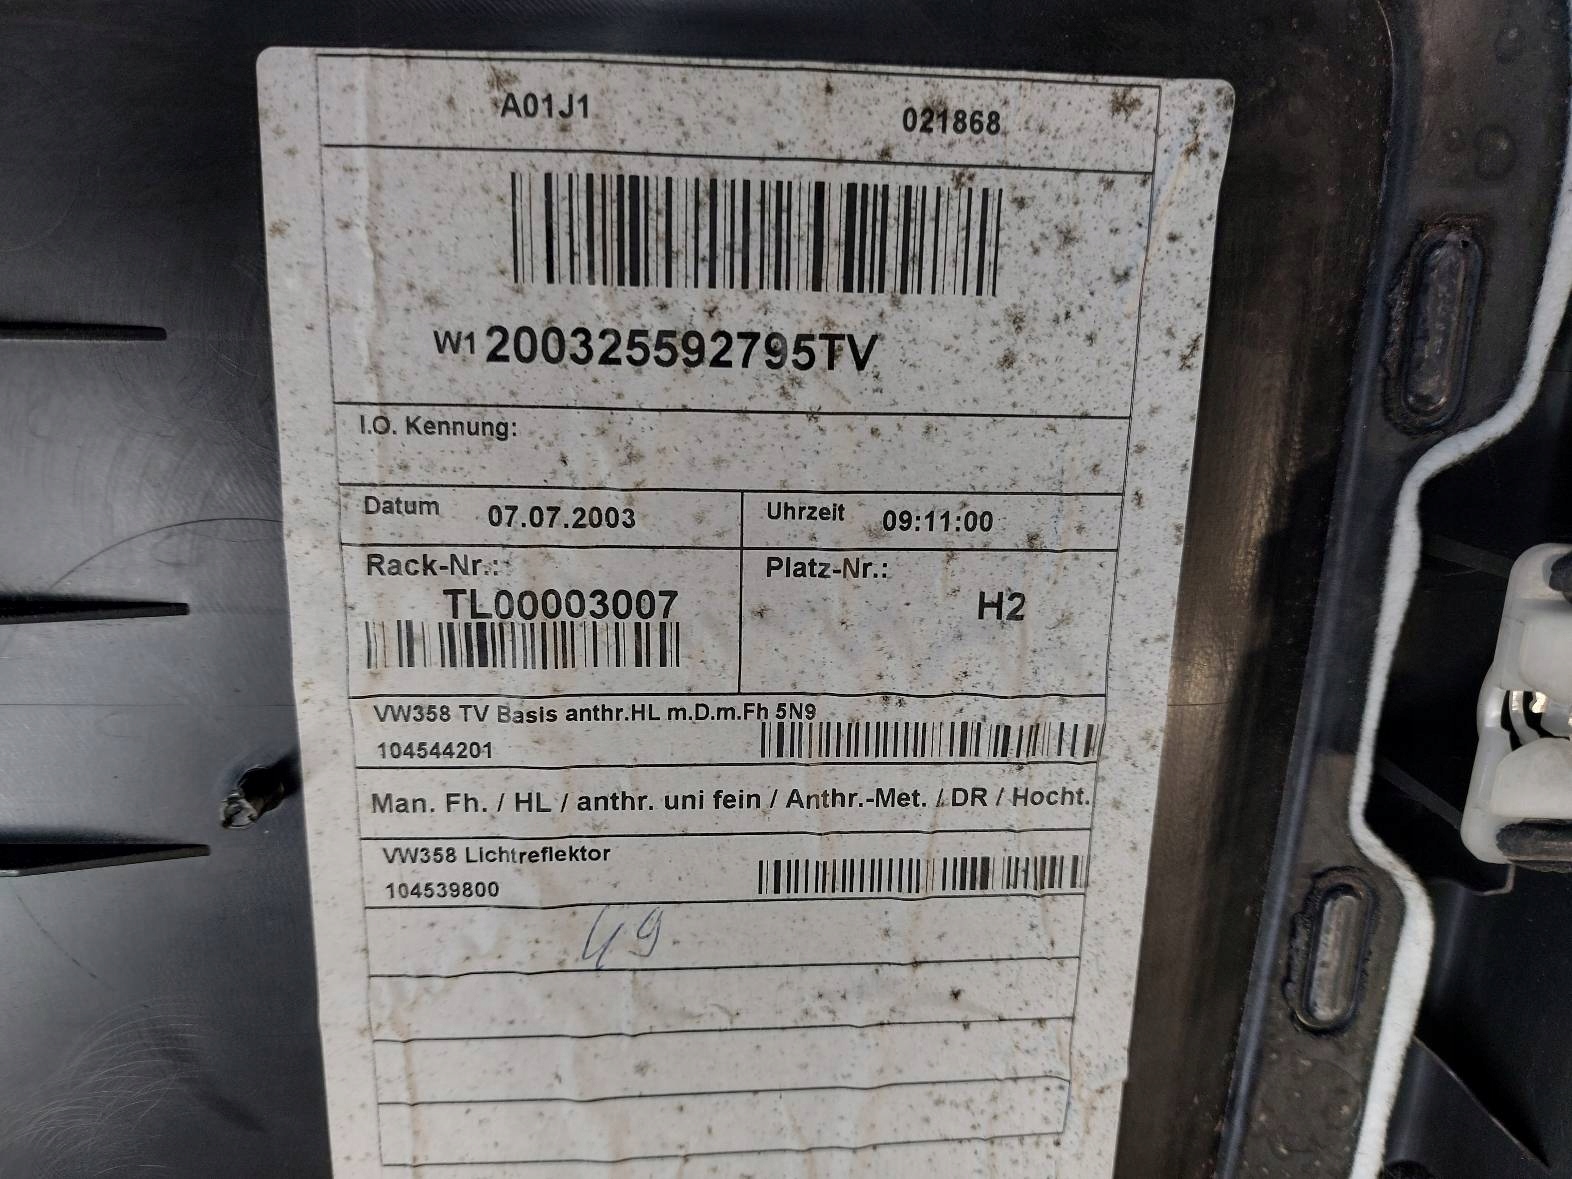 A01J1 021868
W1 200325592795TV
I.O. Kennung:
Datum 07.07.2003 Uhrzeit 09:11:00
Rack-Nr.: Platz-Nr.:
TL00003007 H2
VW358 TV Basis anthr.HL m.D.m.Fh 5N9
104544201
Man. Fh. / HL / anthr. uni fein / Anthr.-Met. / DR / Hocht.
VW358 Lichtreflektor
104539800
49